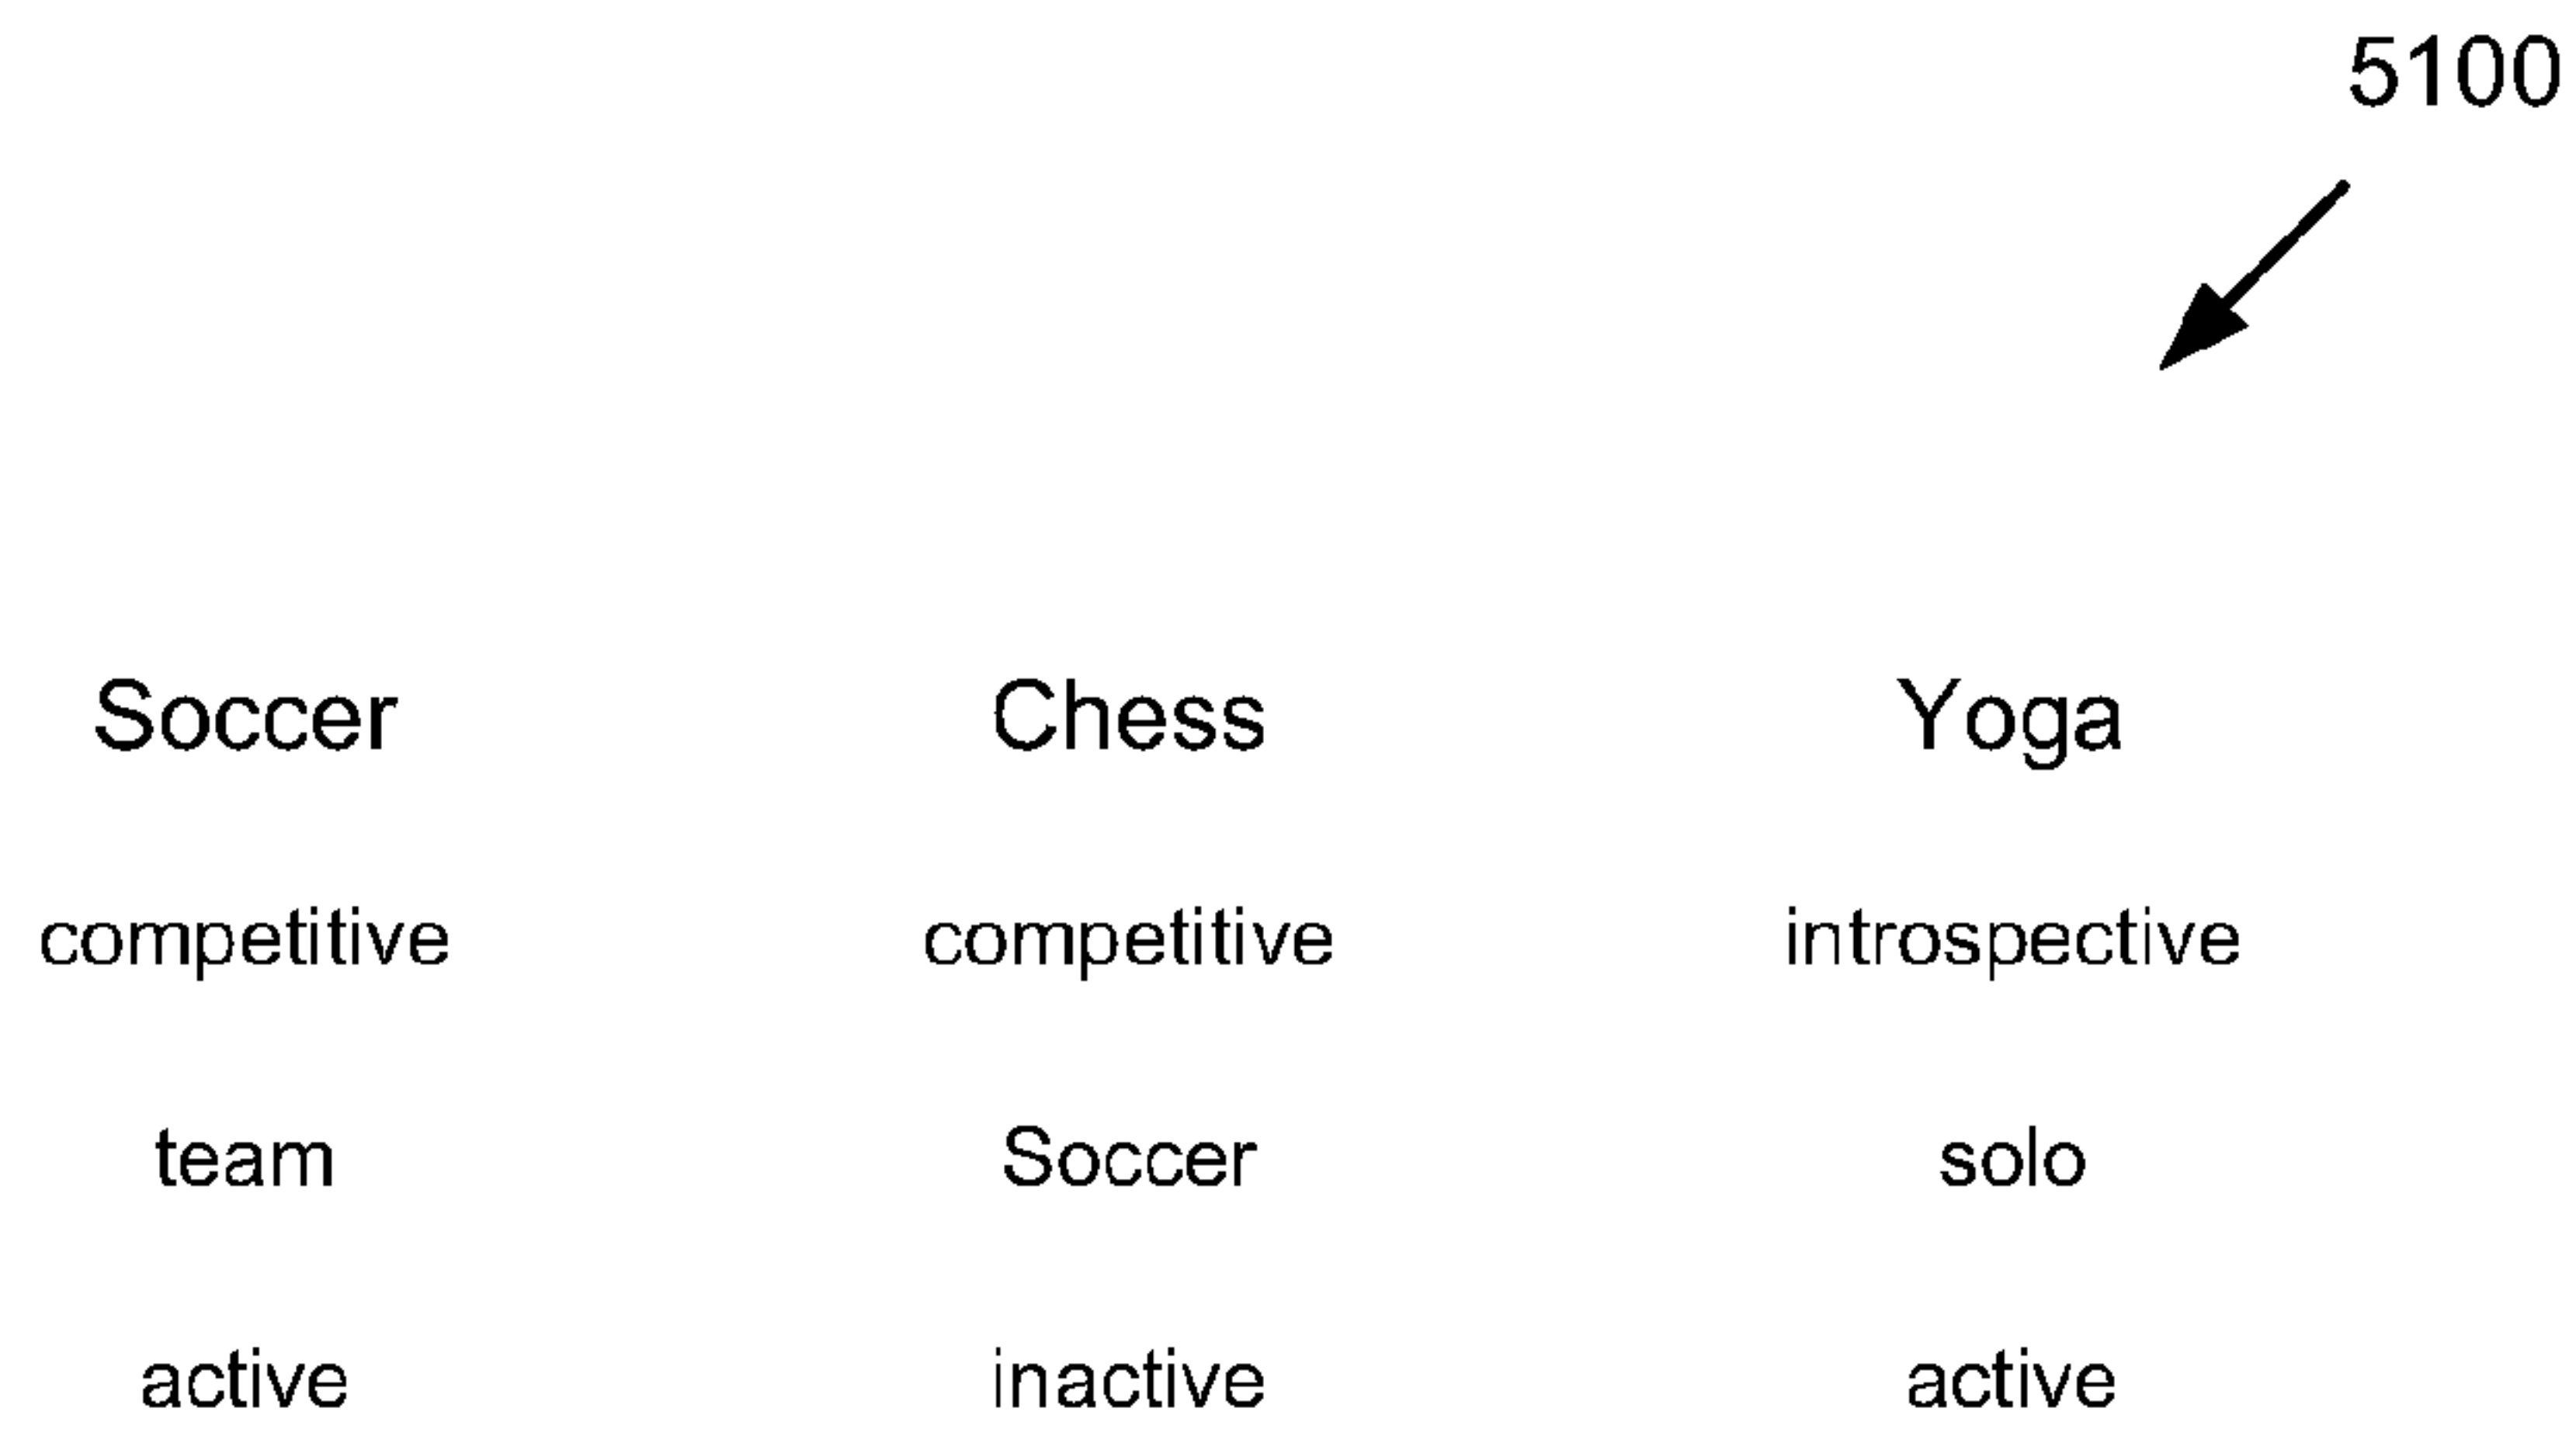 5100
Soccer Chess Yoga
competitive competitive introspective
team Soccer solo
active inactive active